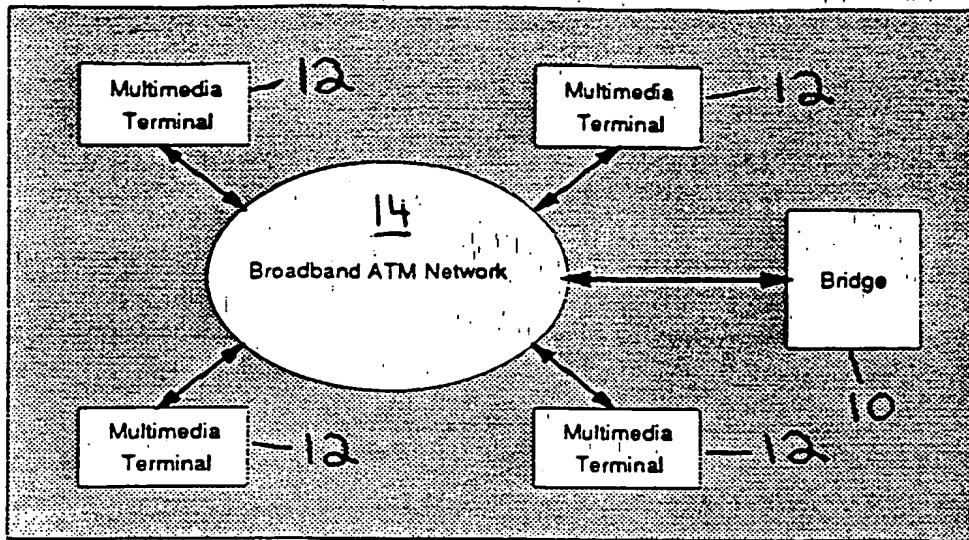 Multimedia
Terminal
12
Multimedia
Terminal
12
14
Broadband ATM Network
Bridge
10
Multimedia
Terminal
12
Multimedia
Terminal
12